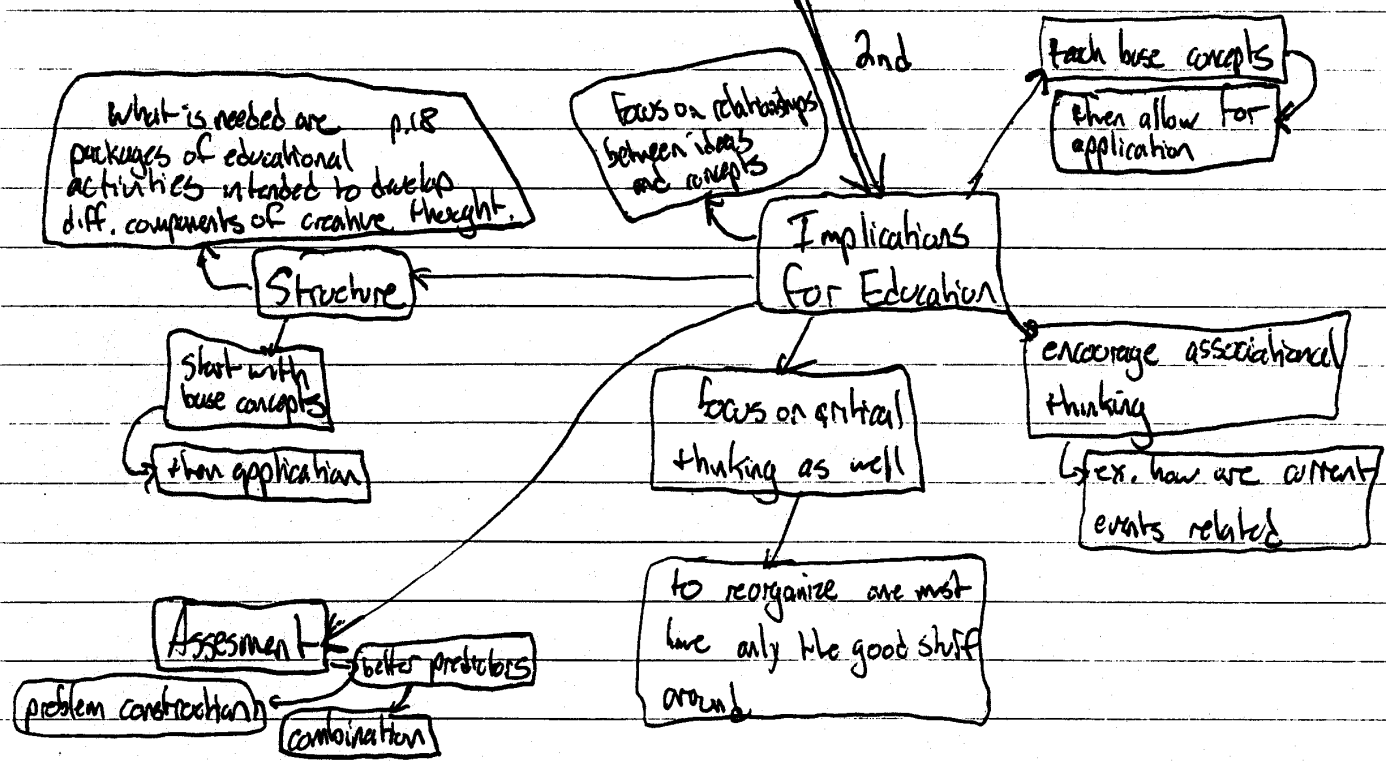 2nd
teach base concepts
then allow for
application
Focus on relationships
between ideas
and concepts
What is needed are p.18
packages of educational
activities intended to develop
diff. components of creative thought.
Implications
for Education
Structure
start with
base concepts
then application
encourage associational
thinking
ex. how are current
events related
focus on critical
thinking as well
to reorganize one must
have only the good stuff
around
Assesment
better predictors
problem construction
combination